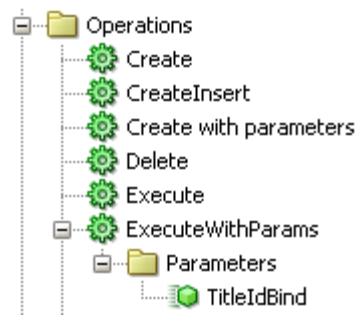 Operations
Create
CreateInsert
Create with parameters
Delete
Execute
ExecuteWithParams
Parameters
TitleIdBind